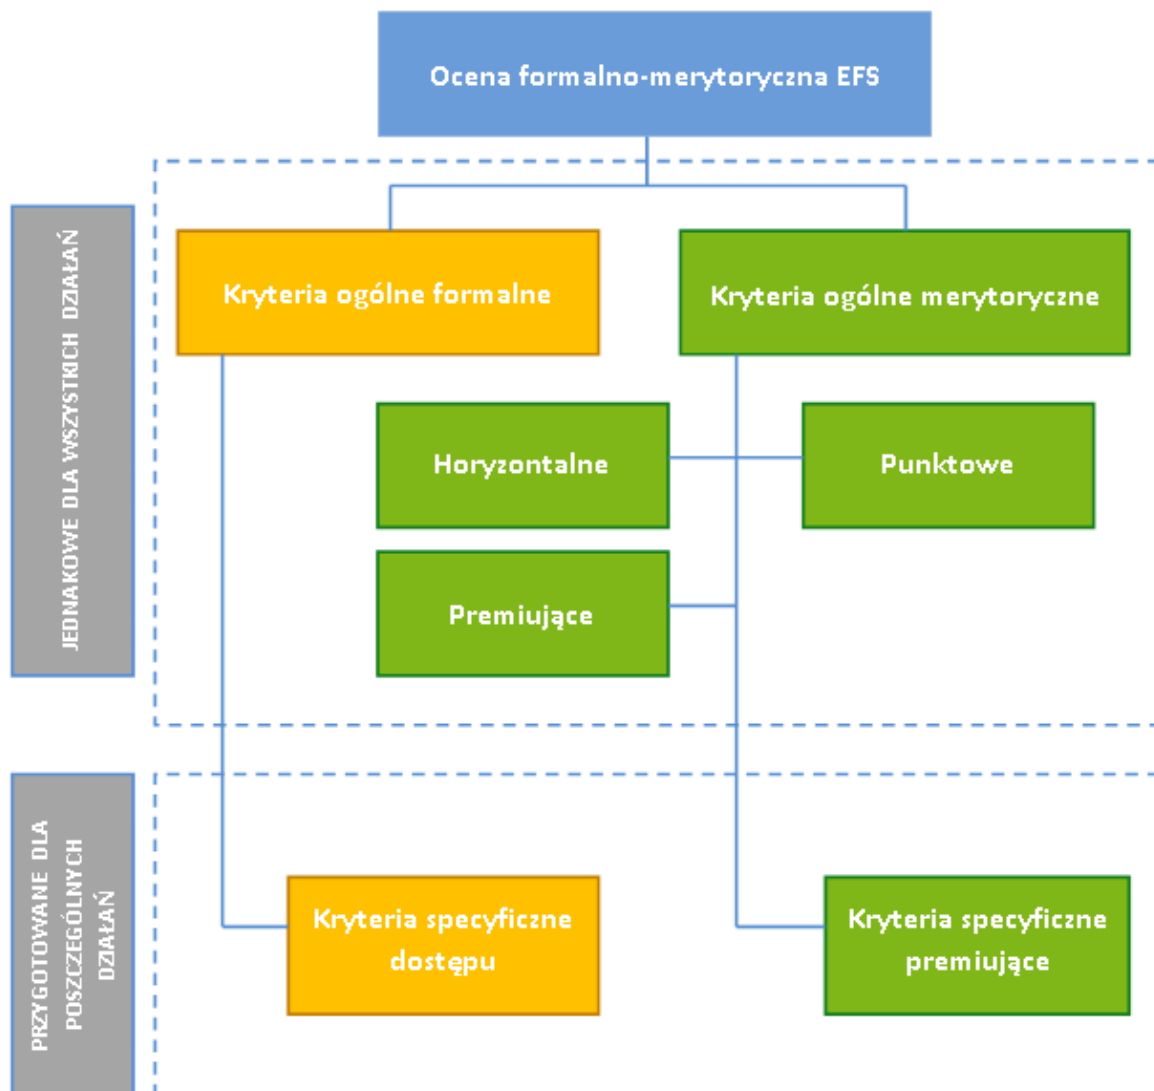 Ocena formalno-merytoryczna EFS
JEDNAKOWE DLA WSZYSTKICH DZIAŁAŃ
Kryteria ogólne formalne
Kryteria ogólne merytoryczne
Horyzontalne
Punktowe
Premiujące
PRZYGOTOWANE DLA
POSZCZEGÓLNYCH
DZIAŁAŃ
Kryteria specyficzne
dostępu
Kryteria specyficzne
premiujące